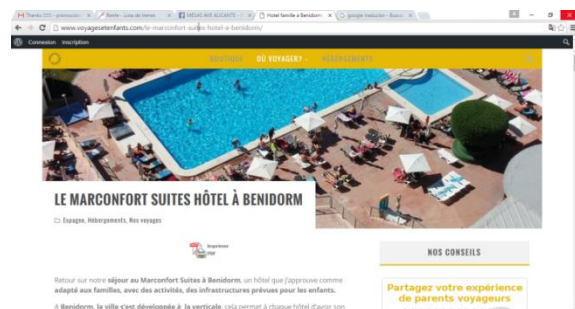 Hotel famille à Benidorm
www.voyagesetenfants.com/le-marconfort-suites-hotel-a-benidorm/
Connexion Inscription
BOUTIQUE OÙ VOYAGER? HÉBERGEMENTS
LE MARCONFORT SUITES HÔTEL À BENIDORM
Espagne, Hébergements, Nos voyages
NOS CONSEILS
Retour sur notre séjour au Marconfort Suites à Benidorm, un hôtel que j'approuve comme
adapté aux familles, avec des activités, des infrastructures prévues pour les enfants.
A Benidorm, la ville s'est développée à la verticale, cela permet à chaque hôtel d'avoir son
Partagez votre expérience
de parents voyageurs